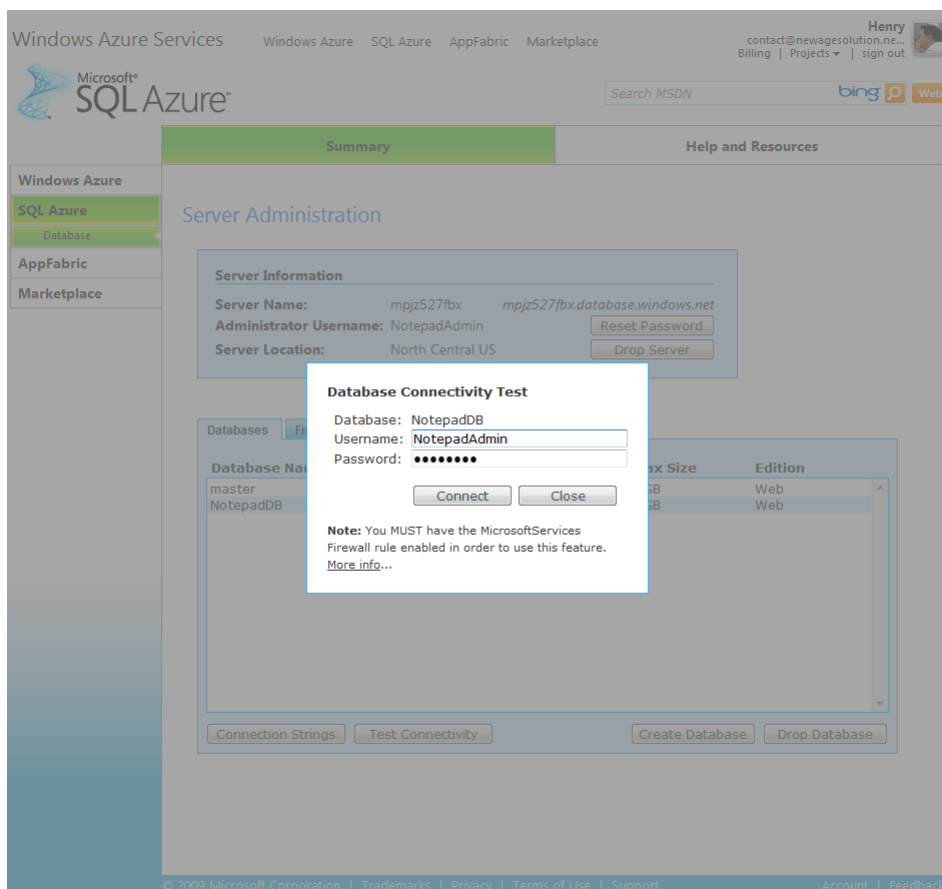 Windows Azure Services Windows Azure SQL Azure AppFabric Marketplace
Henry
contact@newagesolution.ne...
Billing | Projects | sign out
Microsoft®
SQL Azure™
Search MSDN bing Web
Summary Help and Resources
Windows Azure
SQL Azure
Database
AppFabric
Marketplace
Server Administration
Server Information
Server Name: mpjz527fbx mpjz527fbx.database.windows.net
Administrator Username: NotepadAdmin Reset Password
Server Location: North Central US Drop Server
Database Connectivity Test
Database: NotepadDB
Username: NotepadAdmin
Password: ••••••••
Connect Close
Note: You MUST have the MicrosoftServices
Firewall rule enabled in order to use this feature.
More info...
Databases
Database Size Edition
master GB Web
NotepadDB GB Web
Connection Strings Test Connectivity Create Database Drop Database
© 2009 Microsoft Corporation | Trademarks | Privacy | Terms of Use | Support Account | Feedback